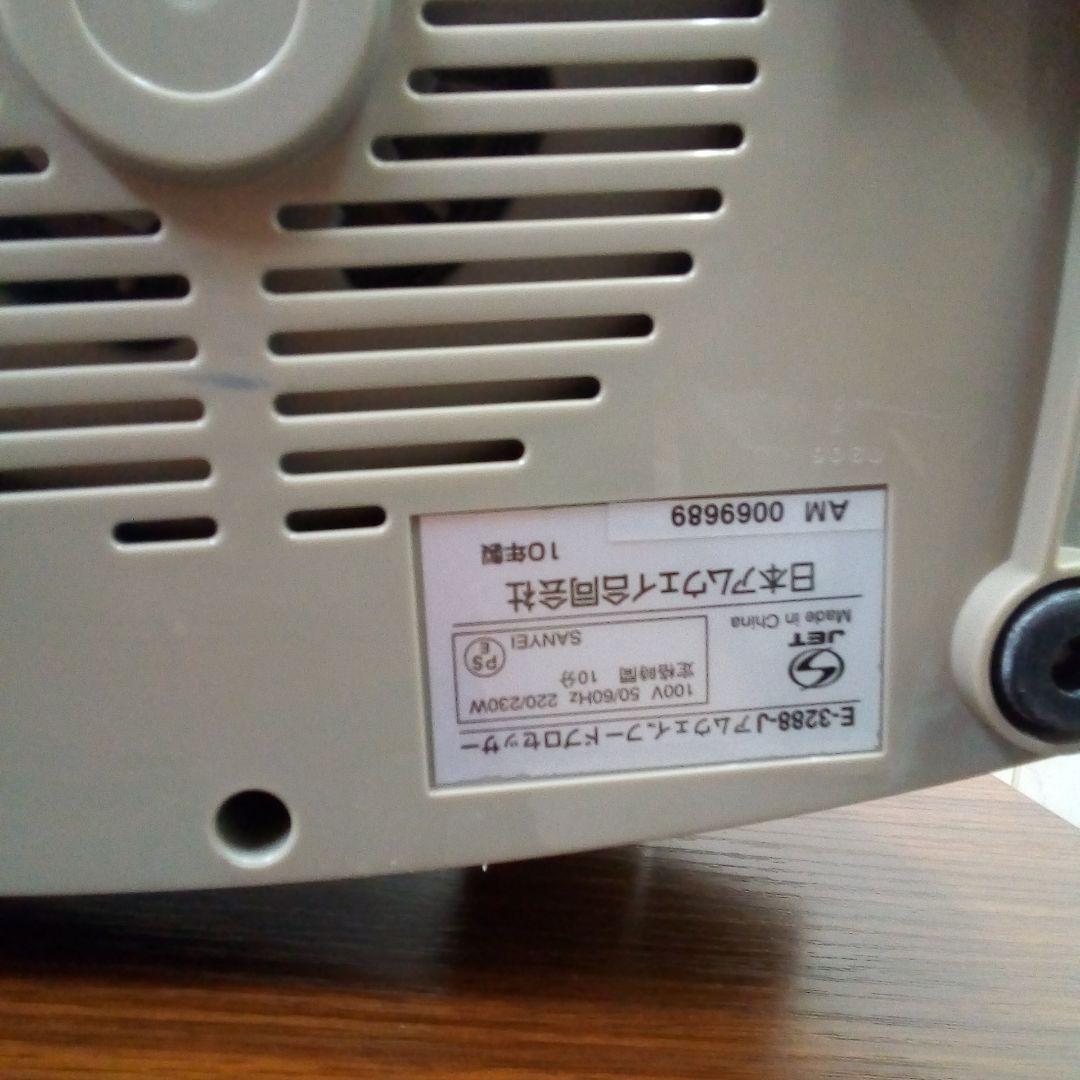 E-3288-J アムウェイ フードプロセッサー
JET
Made in China
100V 50/60Hz 220/230W
定格時間 10分
PS
E
SANYEI
日本アムウェイ合同会社
10年製
AM 0069689